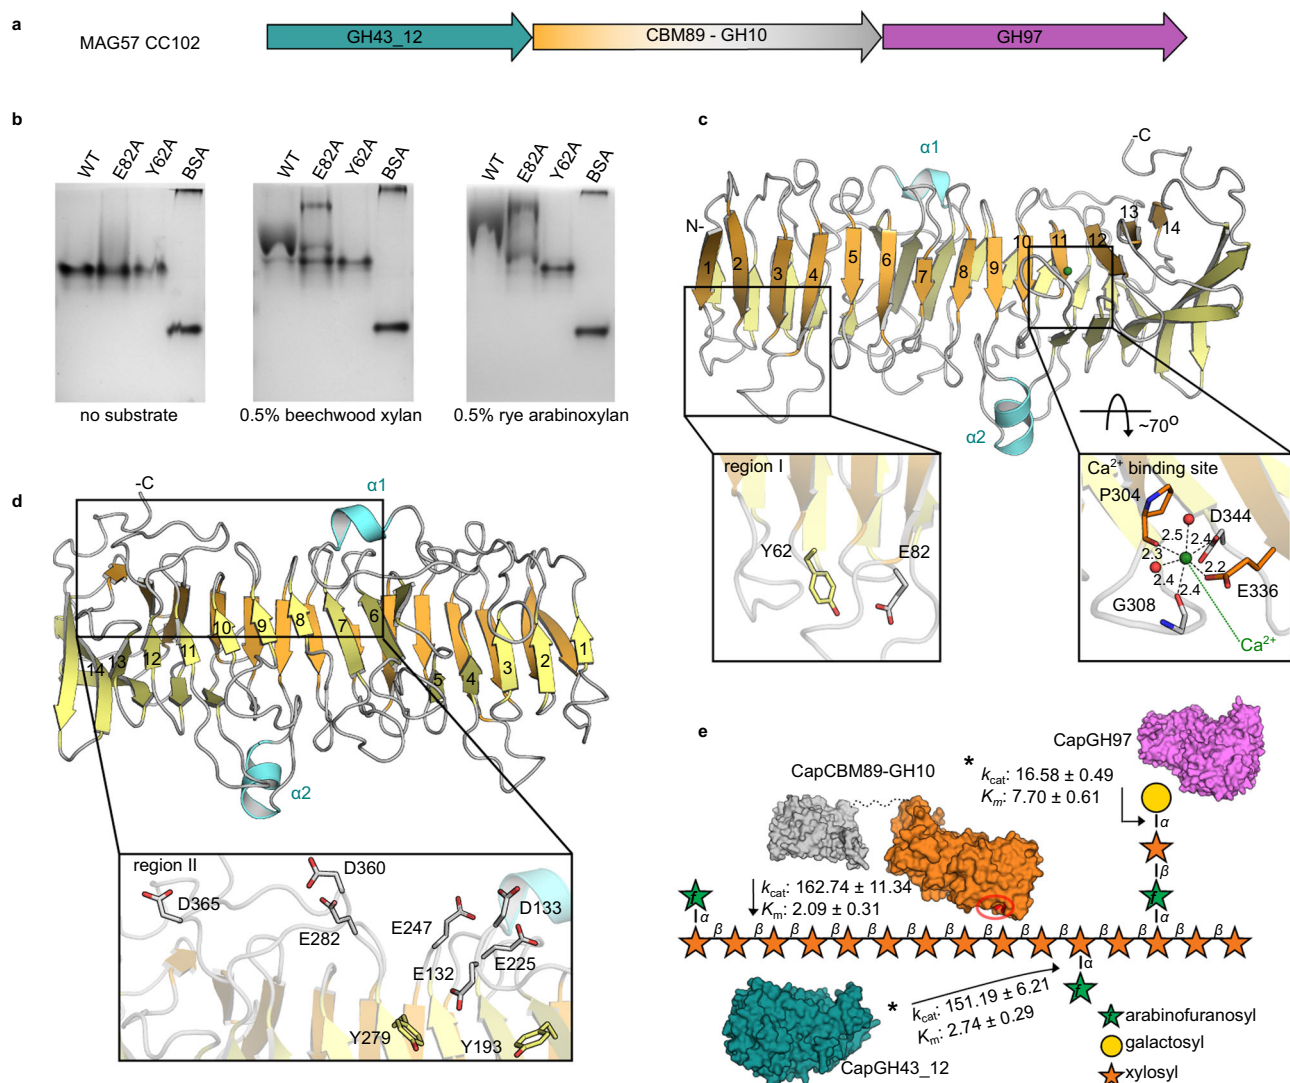 a
MAG57 CC102
GH43_12
CBM89 - GH10
GH97
b
WT
E82A
Y62A
BSA
WT
E82A
Y62A
BSA
WT
E82A
Y62A
BSA
no substrate
0.5% beechwood xylan
0.5% rye arabinoxylan
c
N-
-C
α1
α2
1
2
3
4
5
6
7
8
9
10
11
12
13
14
~70°
region I
Y62
E82
Ca²⁺ binding site
P304
D344
2.5
2.4
2.3
2.2
2.4
2.4
G308
E336
Ca²⁺
d
-C
α1
α2
14
13
12
11
10
9
8
7
6
5
4
3
2
1
region II
D360
D365
E282
E247
D133
E225
E132
Y279
Y193
e
CapGH97
CapCBM89-GH10
* kcat: 16.58 ± 0.49
Km: 7.70 ± 0.61
α
β
F
α
kcat: 162.74 ± 11.34
Km: 2.09 ± 0.31
F
α
β β β β β β β β β β β β β β
α
F
* kcat: 151.19 ± 6.21
Km: 2.74 ± 0.29
CapGH43_12
F arabinofuranosyl
galactosyl
xylosyl